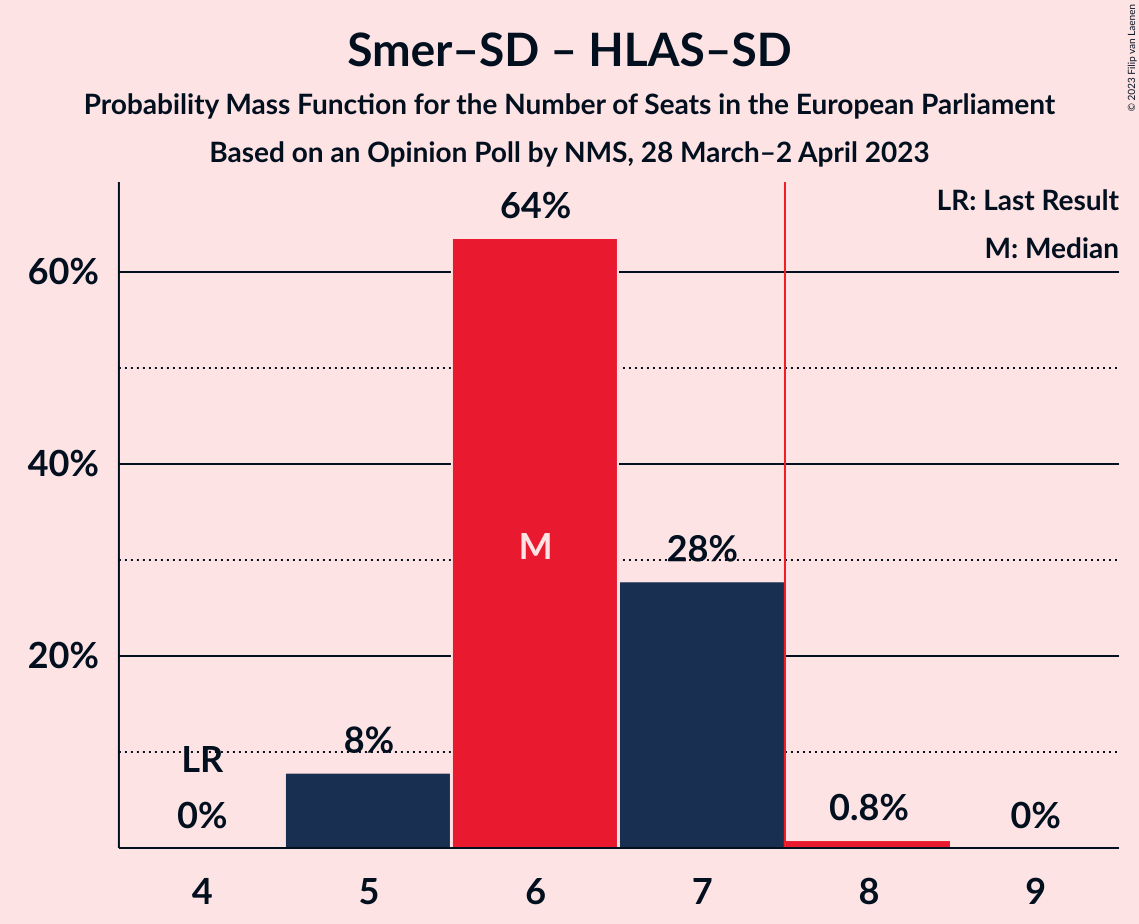 Smer–SD – HLAS–SD
Probability Mass Function for the Number of Seats in the European Parliament
Based on an Opinion Poll by NMS, 28 March–2 April 2023
© 2023 Filip van Laenen
LR: Last Result
M: Median
60%
40%
20%
64%
M
28%
8%
LR
0%
0.8%
0%
4 5 6 7 8 9